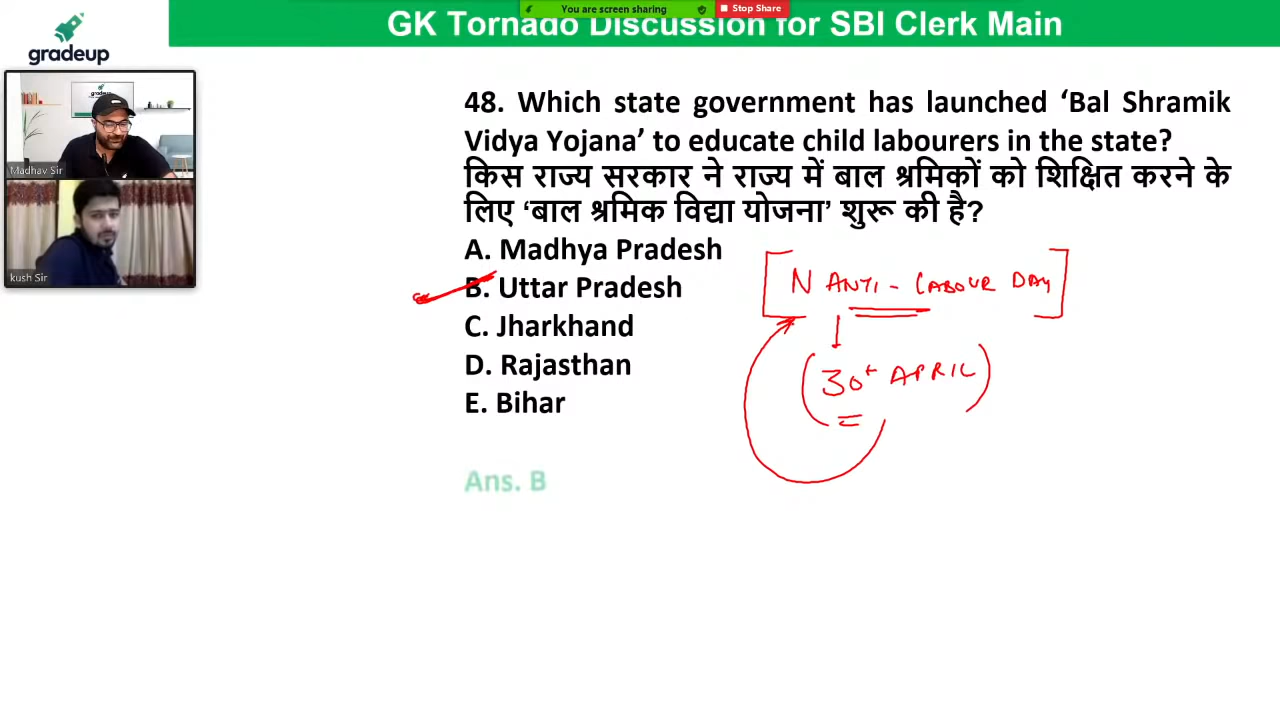 You are screen sharing
Stop Share
GK Tornado Discussion for SBI Clerk Main
gradeup
gradeup
Madhav Sir
kush Sir
48. Which state government has launched ‘Bal Shramik
Vidya Yojana’ to educate child labourers in the state?
किस राज्य सरकार ने राज्य में बाल श्रमिकों को शिक्षित करने के
लिए ‘बाल श्रमिक विद्या योजना’ शुरू की है?
A. Madhya Pradesh
B. Uttar Pradesh
C. Jharkhand
D. Rajasthan
E. Bihar
N ANTI - LABOUR DAY
30t APRIL
Ans. B